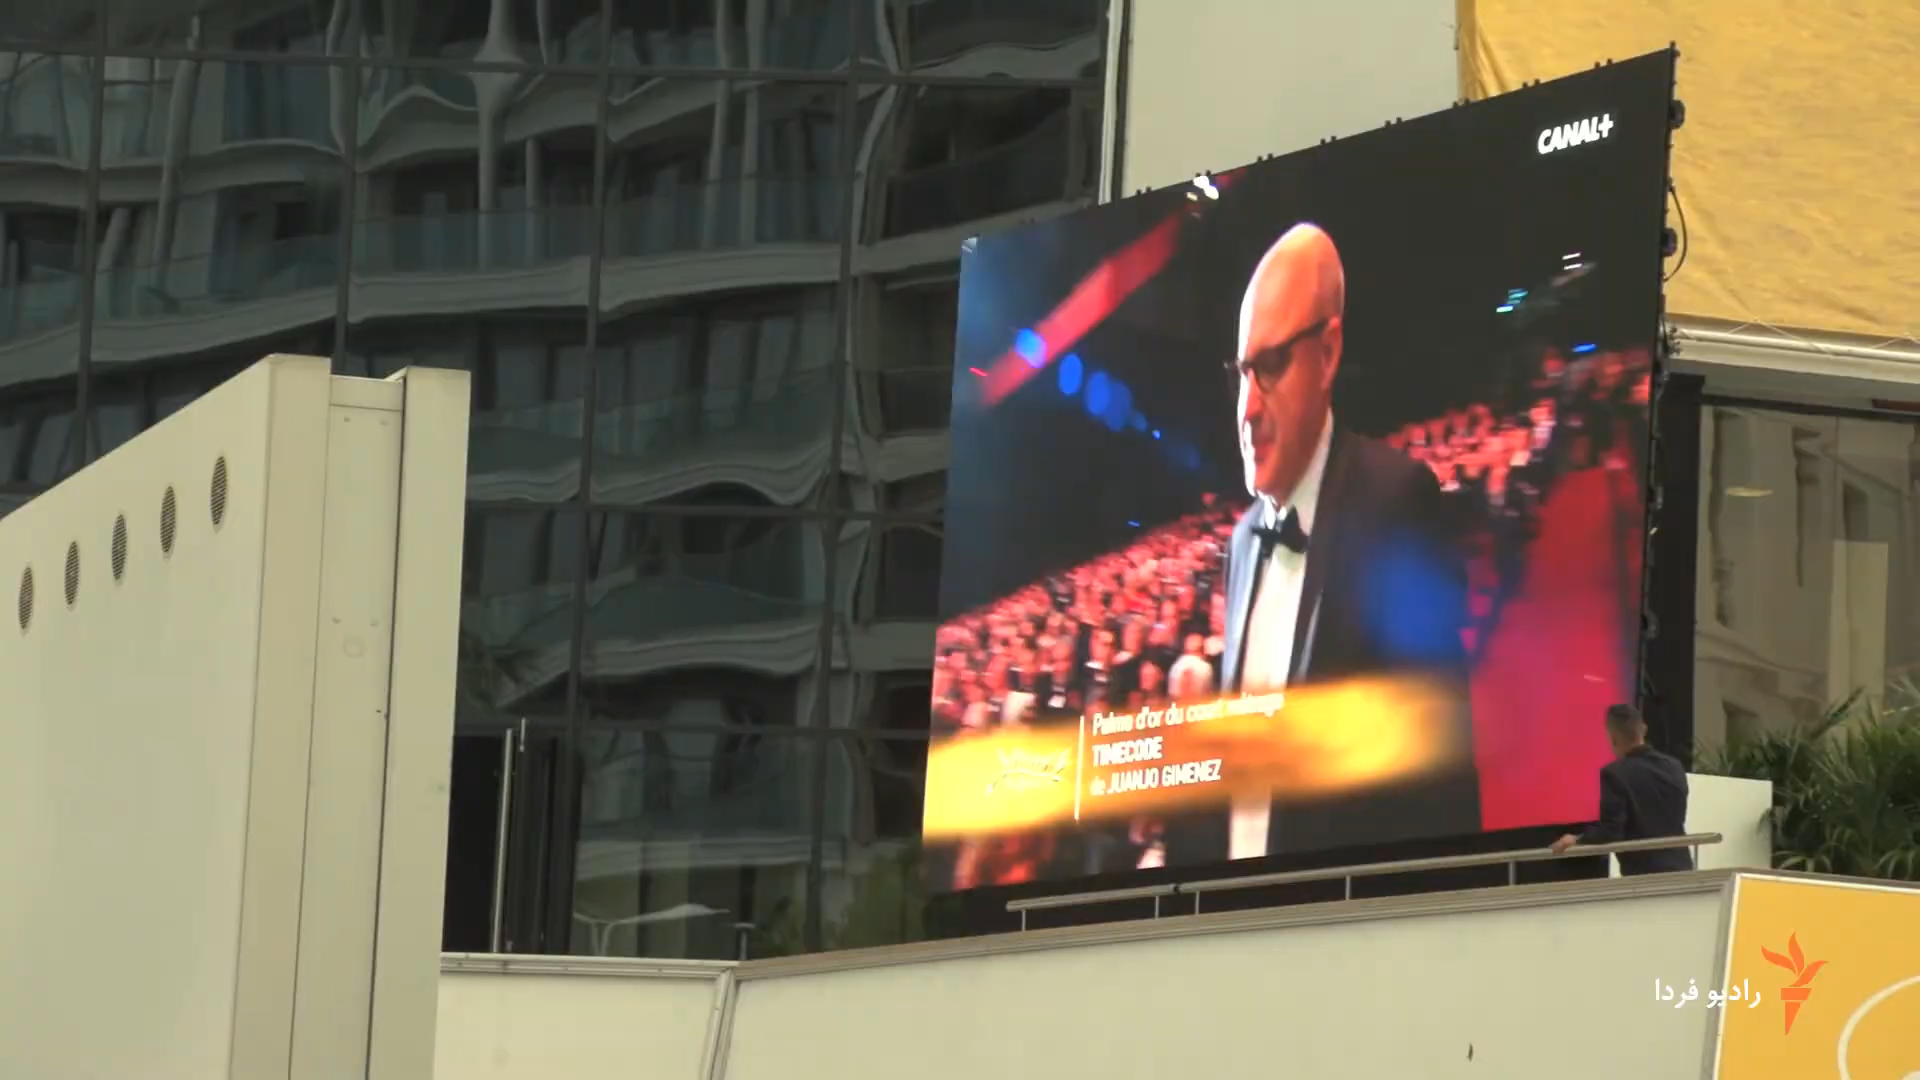 CANAL+
Palme d'or du court métrage
TIMECODE
de JUANJO GIMENEZ
رادیو فردا